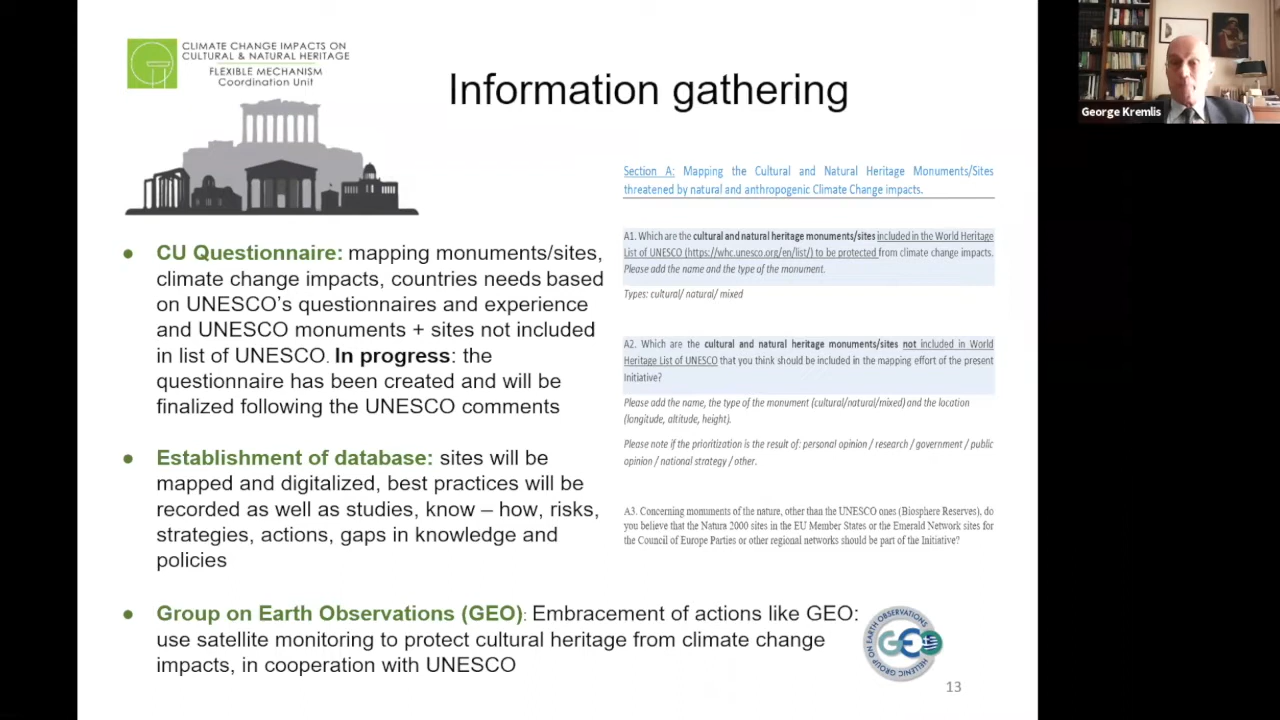 CLIMATE CHANGE IMPACTS ON
CULTURAL & NATURAL HERITAGE
FLEXIBLE MECHANISM
Coordination Unit
Information gathering
George Kremlis
● CU Questionnaire: mapping monuments/sites,
climate change impacts, countries needs based
on UNESCO's questionnaires and experience
and UNESCO monuments + sites not included
in list of UNESCO. In progress: the
questionnaire has been created and will be
finalized following the UNESCO comments
● Establishment of database: sites will be
mapped and digitalized, best practices will be
recorded as well as studies, know – how, risks,
strategies, actions, gaps in knowledge and
policies
● Group on Earth Observations (GEO): Embracement of actions like GEO:
use satellite monitoring to protect cultural heritage from climate change
impacts, in cooperation with UNESCO
Section A: Mapping the Cultural and Natural Heritage Monuments/Sites
threatened by natural and anthropogenic Climate Change impacts.
A1. Which are the cultural and natural heritage monuments/sites included in the World Heritage
List of UNESCO (https://whc.unesco.org/en/list/) to be protected from climate change impacts.
Please add the name and the type of the monument.
Types: cultural/ natural/ mixed
A2. Which are the cultural and natural heritage monuments/sites not included in World
Heritage List of UNESCO that you think should be included in the mapping effort of the present
Initiative?
Please add the name, the type of the monument (cultural/natural/mixed) and the location
(longitude, altitude, height).
Please note if the prioritization is the result of: personal opinion / research / government / public
opinion / national strategy / other.
A3. Concerning monuments of the nature, other than the UNESCO ones (Biosphere Reserves), do
you believe that the Natura 2000 sites in the EU Member States or the Emerald Network sites for
the Council of Europe Parties or other regional networks should be part of the Initiative?
GROUP ON EARTH OBSERVATIONS
GEO
HELLENIC
13